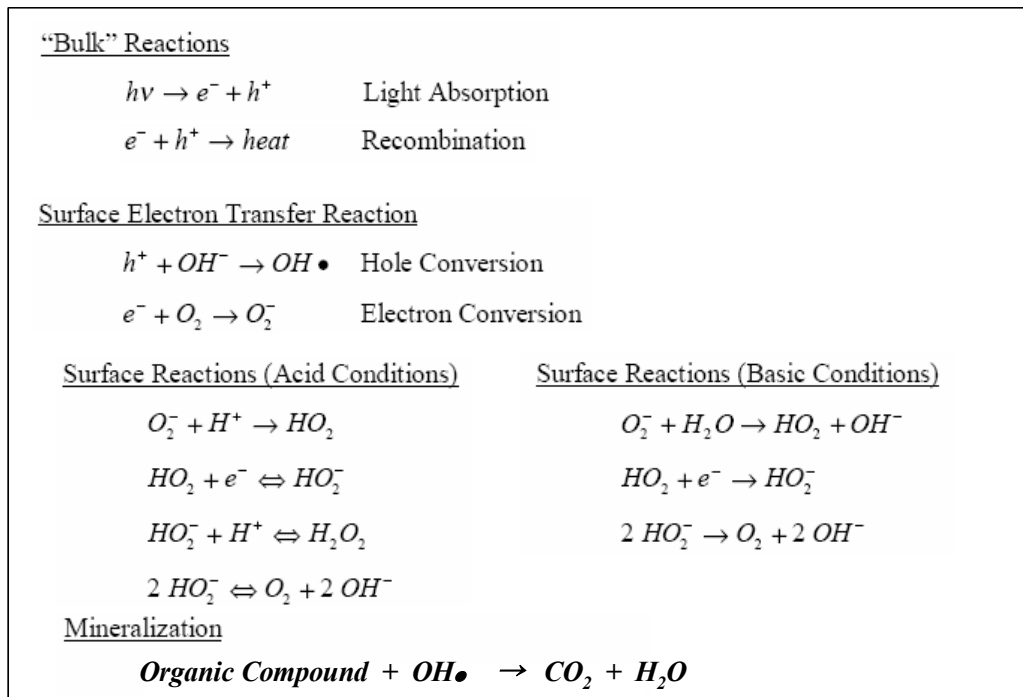 “Bulk” Reactions
hν → e⁻ + h⁺ Light Absorption
e⁻ + h⁺ → heat Recombination
Surface Electron Transfer Reaction
h⁺ + OH⁻ → OH • Hole Conversion
e⁻ + O₂ → O₂⁻ Electron Conversion
Surface Reactions (Acid Conditions)
O₂⁻ + H⁺ → HO₂
HO₂ + e⁻ ⇔ HO₂⁻
HO₂⁻ + H⁺ ⇔ H₂O₂
2 HO₂⁻ ⇔ O₂ + 2 OH⁻
Surface Reactions (Basic Conditions)
O₂⁻ + H₂O → HO₂ + OH⁻
HO₂ + e⁻ → HO₂⁻
2 HO₂⁻ → O₂ + 2 OH⁻
Mineralization
Organic Compound + OH• → CO₂ + H₂O